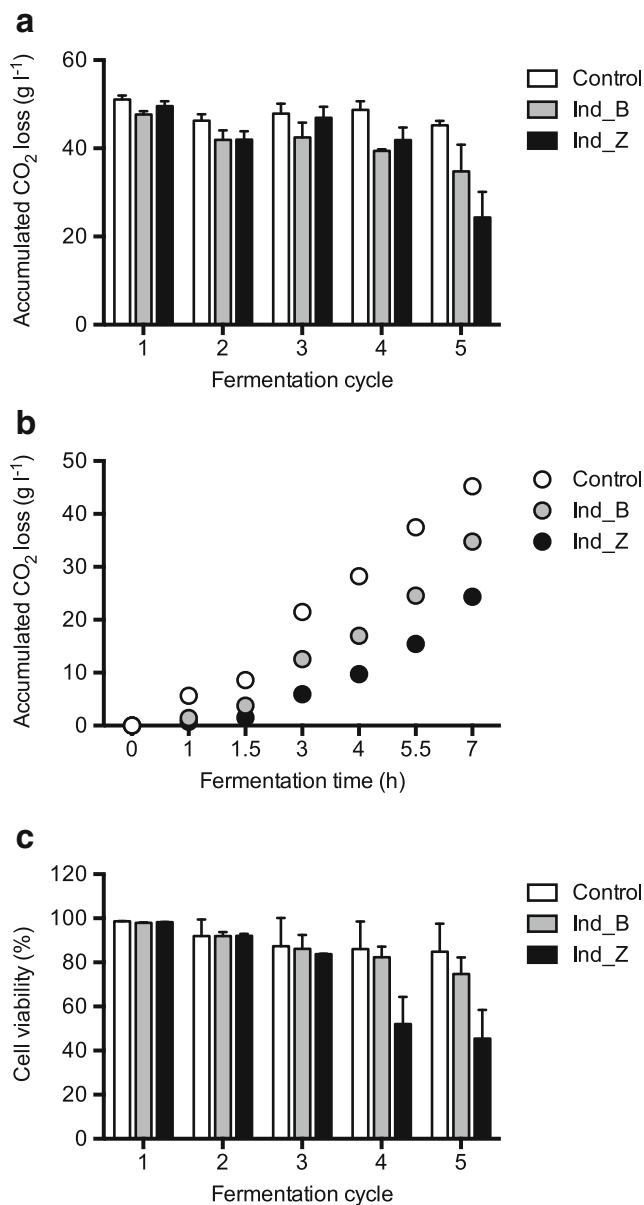 a
Accumulated CO2 loss (g l-1)
60
40
20
0
1 2 3 4 5
Fermentation cycle
Control
Ind_B
Ind_Z
b
Accumulated CO2 loss (g l-1)
50
40
30
20
10
0
0 1 1.5 3 4 5.5 7
Fermentation time (h)
Control
Ind_B
Ind_Z
c
Cell viability (%)
120
100
80
60
40
20
0
1 2 3 4 5
Fermentation cycle
Control
Ind_B
Ind_Z